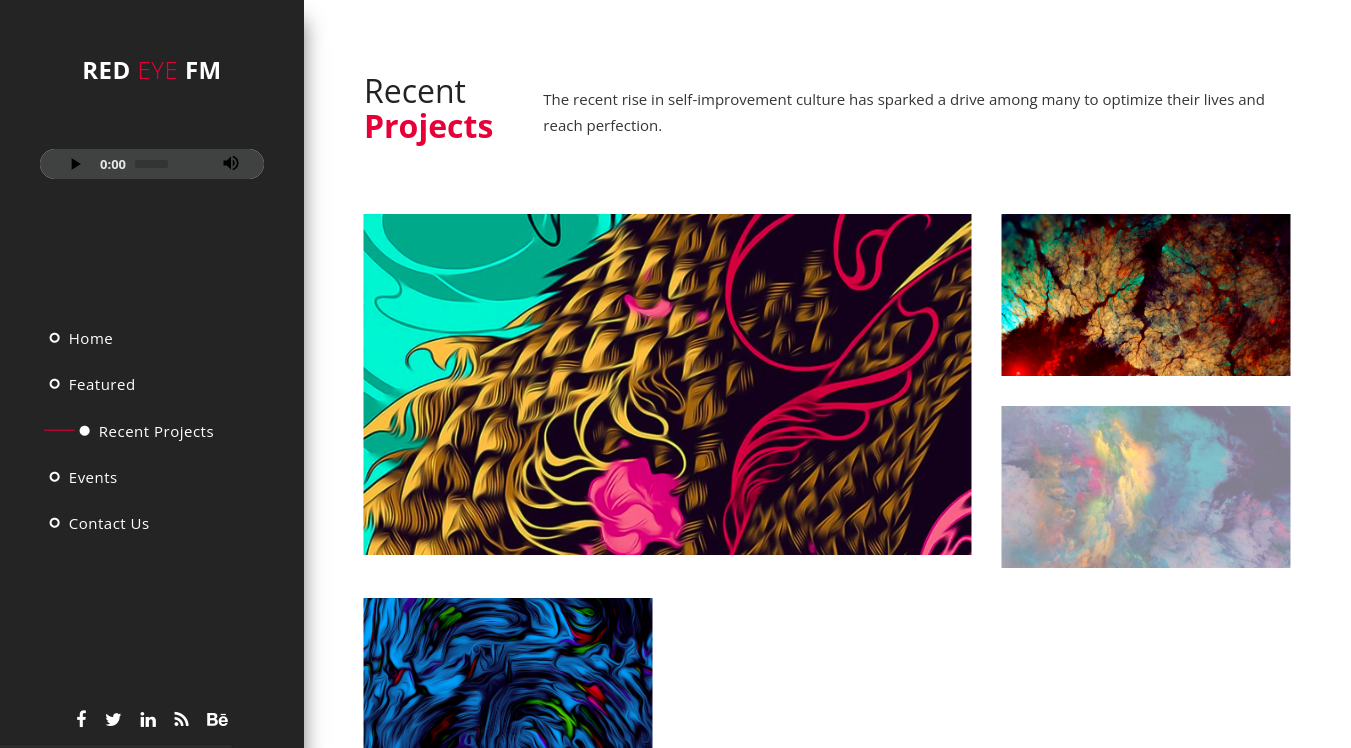 RED EYE FM
0:00
Home
Featured
Recent Projects
Events
Contact Us
Bē
Recent
Projects
The recent rise in self-improvement culture has sparked a drive among many to optimize their lives and
reach perfection.